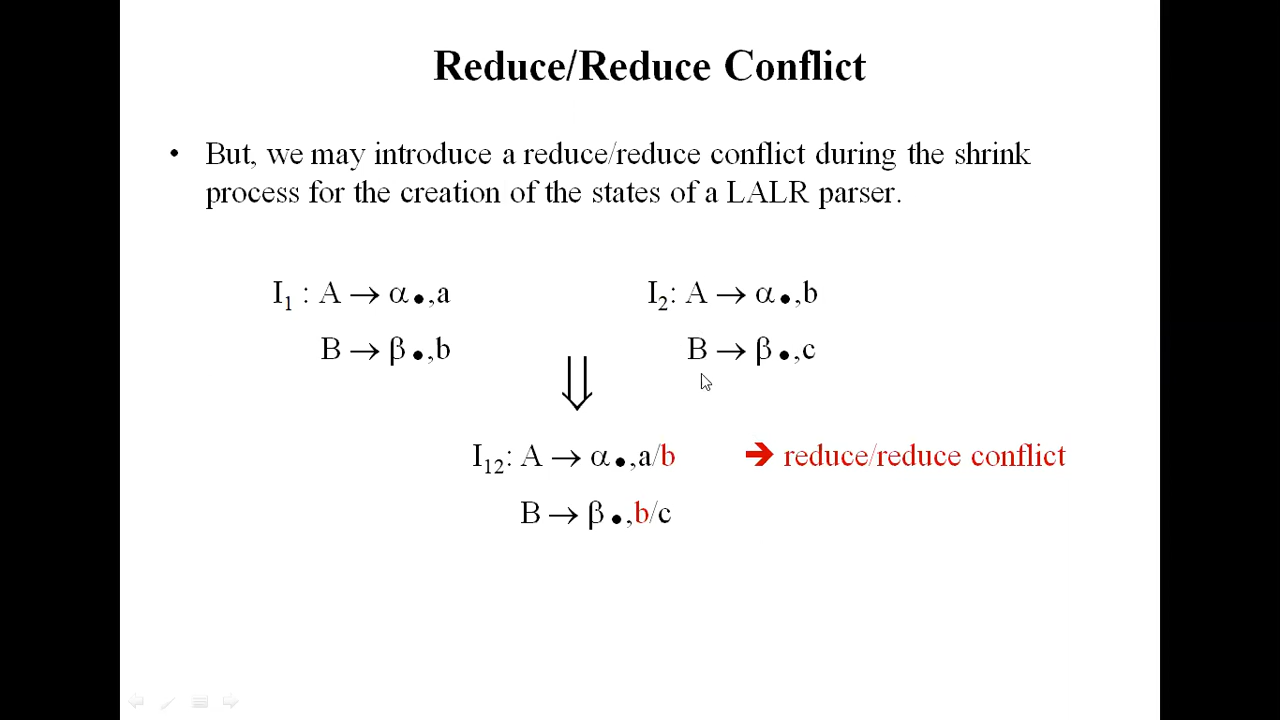 Reduce/Reduce Conflict
• But, we may introduce a reduce/reduce conflict during the shrink
process for the creation of the states of a LALR parser.
I₁ : A → α●,a I₂: A → α●,b
B → β●,b B → β●,c
⇓
I₁₂: A → α●,a/b ➔ reduce/reduce conflict
B → β●,b/c